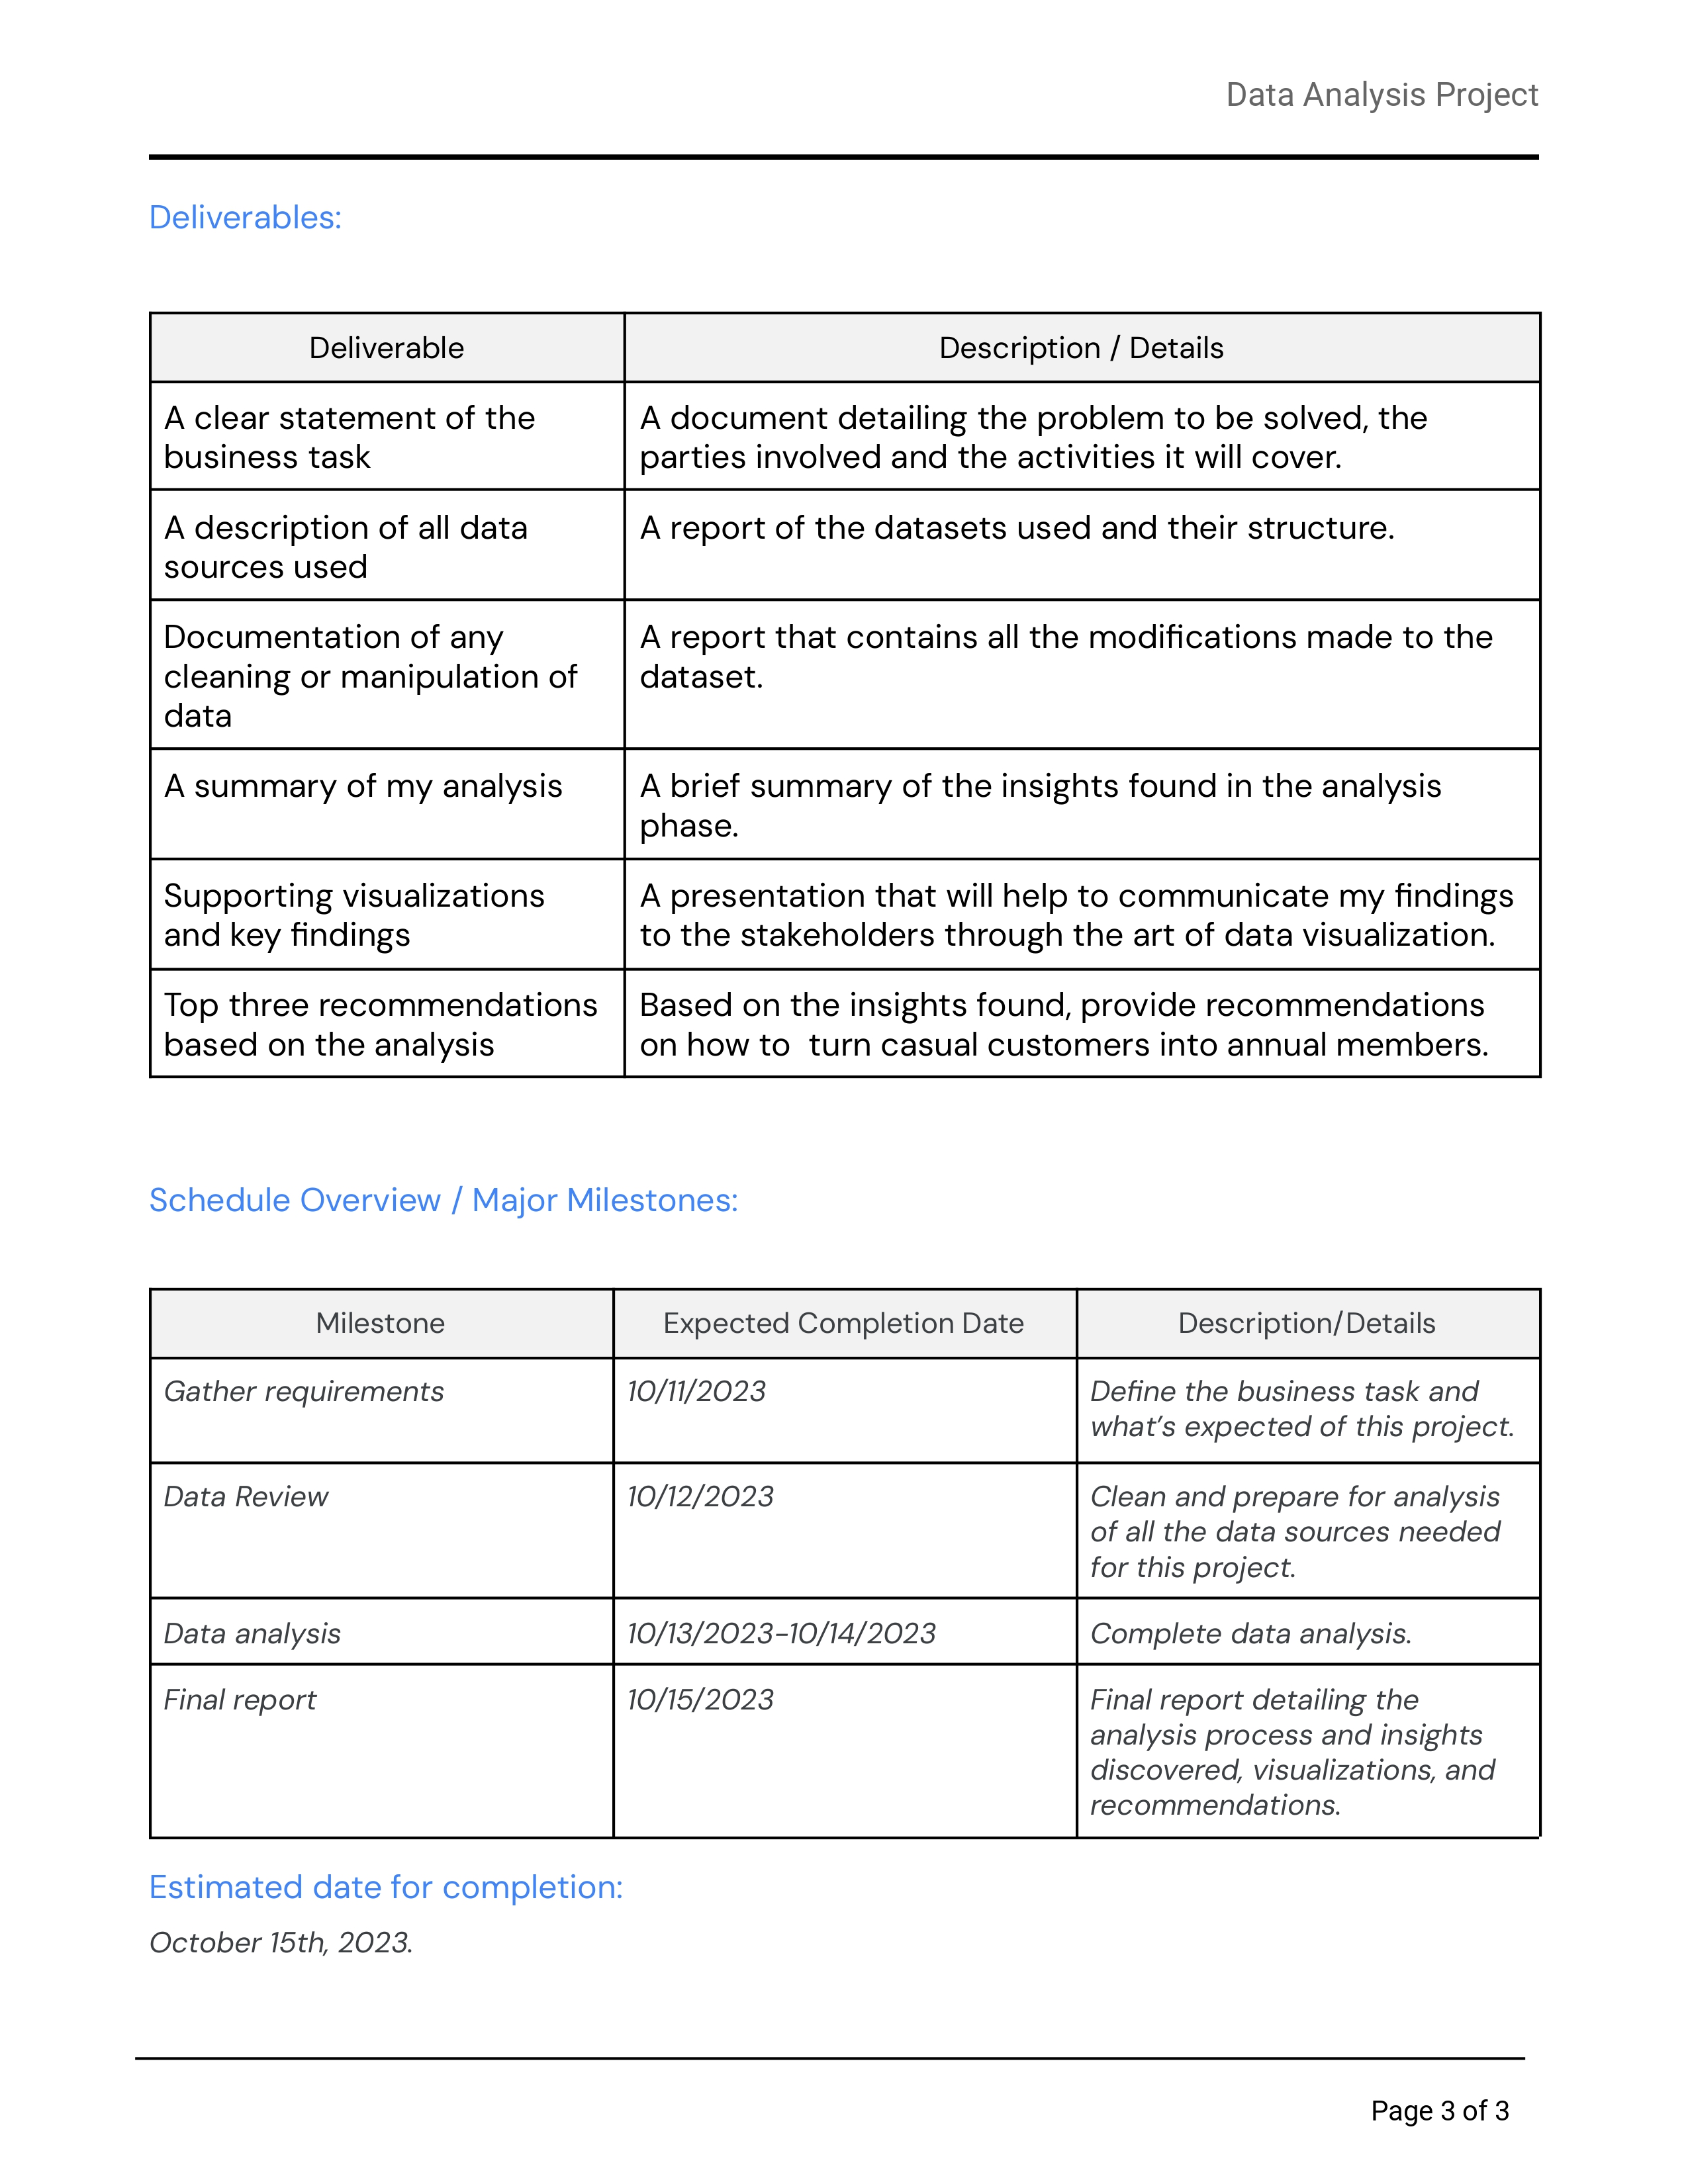 Data Analysis Project
Deliverables:
Deliverable
Description / Details
A clear statement of the
business task
A document detailing the problem to be solved, the
parties involved and the activities it will cover.
A description of all data
sources used
A report of the datasets used and their structure.
Documentation of any
cleaning or manipulation of
data
A report that contains all the modifications made to the
dataset.
A summary of my analysis
A brief summary of the insights found in the analysis
phase.
Supporting visualizations
and key findings
A presentation that will help to communicate my findings
to the stakeholders through the art of data visualization.
Top three recommendations
based on the analysis
Based on the insights found, provide recommendations
on how to  turn casual customers into annual members.
Schedule Overview / Major Milestones:
Milestone
Expected Completion Date
Description/Details
Gather requirements
10/11/2023
Define the business task and
what’s expected of this project.
Data Review
10/12/2023
Clean and prepare for analysis
of all the data sources needed
for this project.
Data analysis
10/13/2023-10/14/2023
Complete data analysis.
Final report
10/15/2023
Final report detailing the
analysis process and insights
discovered, visualizations, and
recommendations.
Estimated date for completion:
October 15th, 2023.
Page 3 of 3